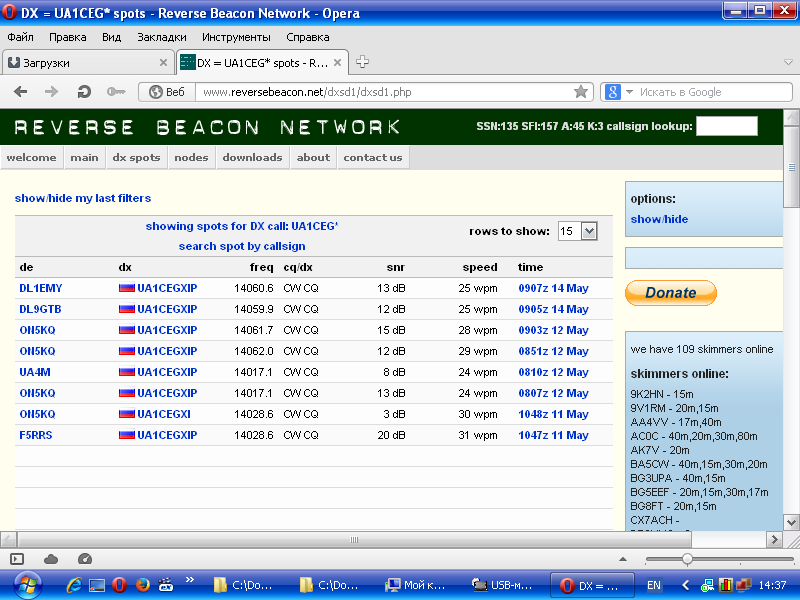 DX = UA1CEG* spots - Reverse Beacon Network - Opera
Файл Правка Вид Закладки Инструменты Справка
Загрузки DX = UA1CEG* spots - R...
Веб www.reversebeacon.net/dxsd1/dxsd1.php Искать в Google
REVERSE BEACON NETWORK SSN:135 SFI:157 A:45 K:3 callsign lookup:
welcome main dx spots nodes downloads about contact us
show/hide my last filters
showing spots for DX call: UA1CEG*
search spot by callsign
rows to show: 15
de dx freq cq/dx snr speed time
DL1EMY UA1CEGXIP 14060.6 CW CQ 13 dB 25 wpm 0907z 14 May
DL9GTB UA1CEGXIP 14059.9 CW CQ 12 dB 25 wpm 0905z 14 May
ON5KQ UA1CEGXIP 14061.7 CW CQ 15 dB 28 wpm 0903z 12 May
ON5KQ UA1CEGXIP 14062.0 CW CQ 12 dB 29 wpm 0851z 12 May
UA4M UA1CEGXIP 14017.1 CW CQ 8 dB 24 wpm 0810z 12 May
ON5KQ UA1CEGXIP 14017.1 CW CQ 13 dB 24 wpm 0807z 12 May
ON5KQ UA1CEGXI 14028.6 CW CQ 3 dB 30 wpm 1048z 11 May
F5RRS UA1CEGXIP 14028.6 CW CQ 20 dB 31 wpm 1047z 11 May
options:
show/hide
Donate
we have 109 skimmers online
skimmers online:
9K2HN - 15m
9V1RM - 20m,15m
AA4VV - 17m,40m
AC0C - 40m,20m,30m,80m
AK7V - 20m
BA5CW - 40m,15m,30m,20m
BG3UPA - 40m,15m
BG5EEF - 20m,15m,30m,17m
BG8FT - 20m,15m
CX7ACH -
C:\Do... C:\Do... Мой к... USB-м... DX = ... EN 14:37